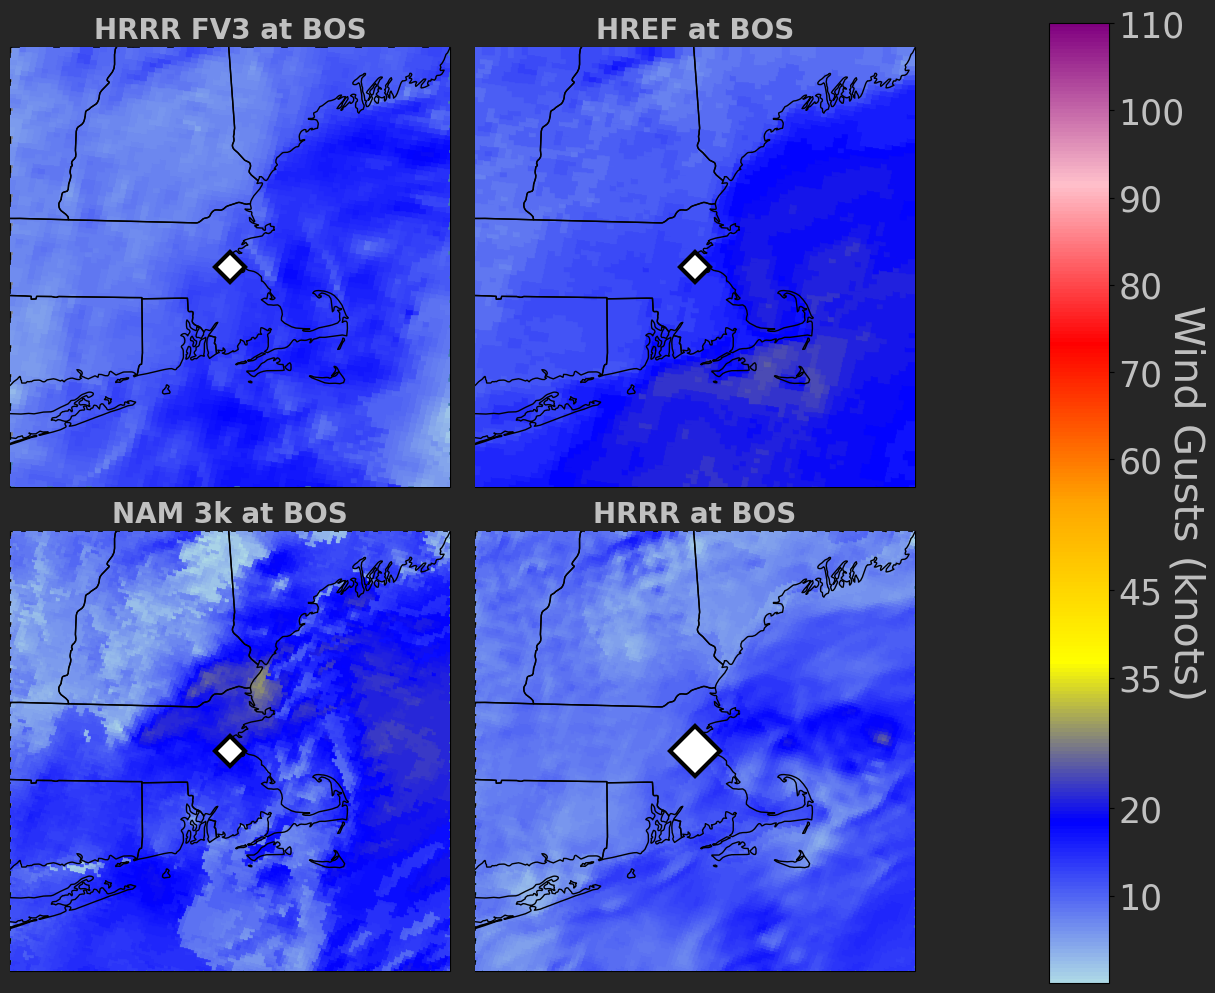 HRRR FV3 at BOS
HREF at BOS
NAM 3k at BOS
HRRR at BOS
110
100
90
80
70
60
45
35
20
10
Wind Gusts (knots)